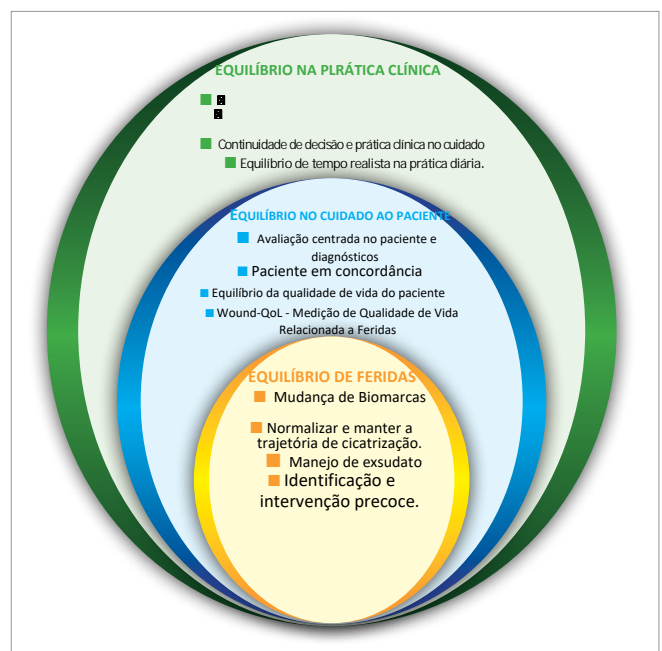 EQUILÍBRIO NA PLRÁTICA CLÍNICA
Continuidade de decisão e prática clínica no cuidado
Equilíbrio de tempo realista na prática diária.
EQUILÍBRIO NO CUIDADO AO PACIENTE
Avaliação centrada no paciente e
diagnósticos
Paciente em concordância
Equilíbrio da qualidade de vida do paciente
Wound-QoL - Medição de Qualidade de Vida
Relacionada a Feridas
EQUILÍBRIO DE FERIDAS
Mudança de Biomarcas
Normalizar e manter a
trajetória de cicatrização.
Manejo de exsudato
Identificação e
intervenção precoce.